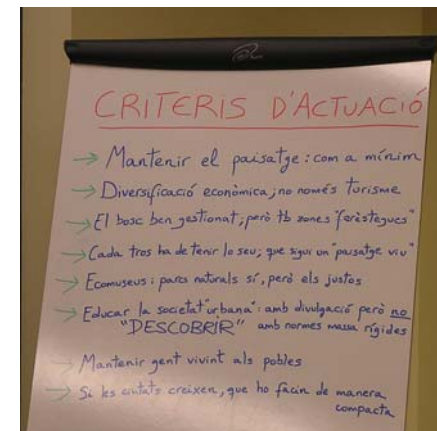 CRITERIS D'ACTUACIÓ
→ Mantenir el paisatge: com a mínim
→ Diversificació econòmica; no només turisme
→ El bosc ben gestionat; però tb zones "feréstegues"
→ Cada tros ha de tenir lo seu; que sigui un "paisatge viu"
→ Ecomuseus i parcs naturals sí, però els justos
→ Educar la societat "urbana": amb divulgació però no
"DESCOBRIR" amb normes massa rígides
→ Mantenir gent vivint als pobles
→ Si les ciutats creixen, que ho facin de manera
compacta